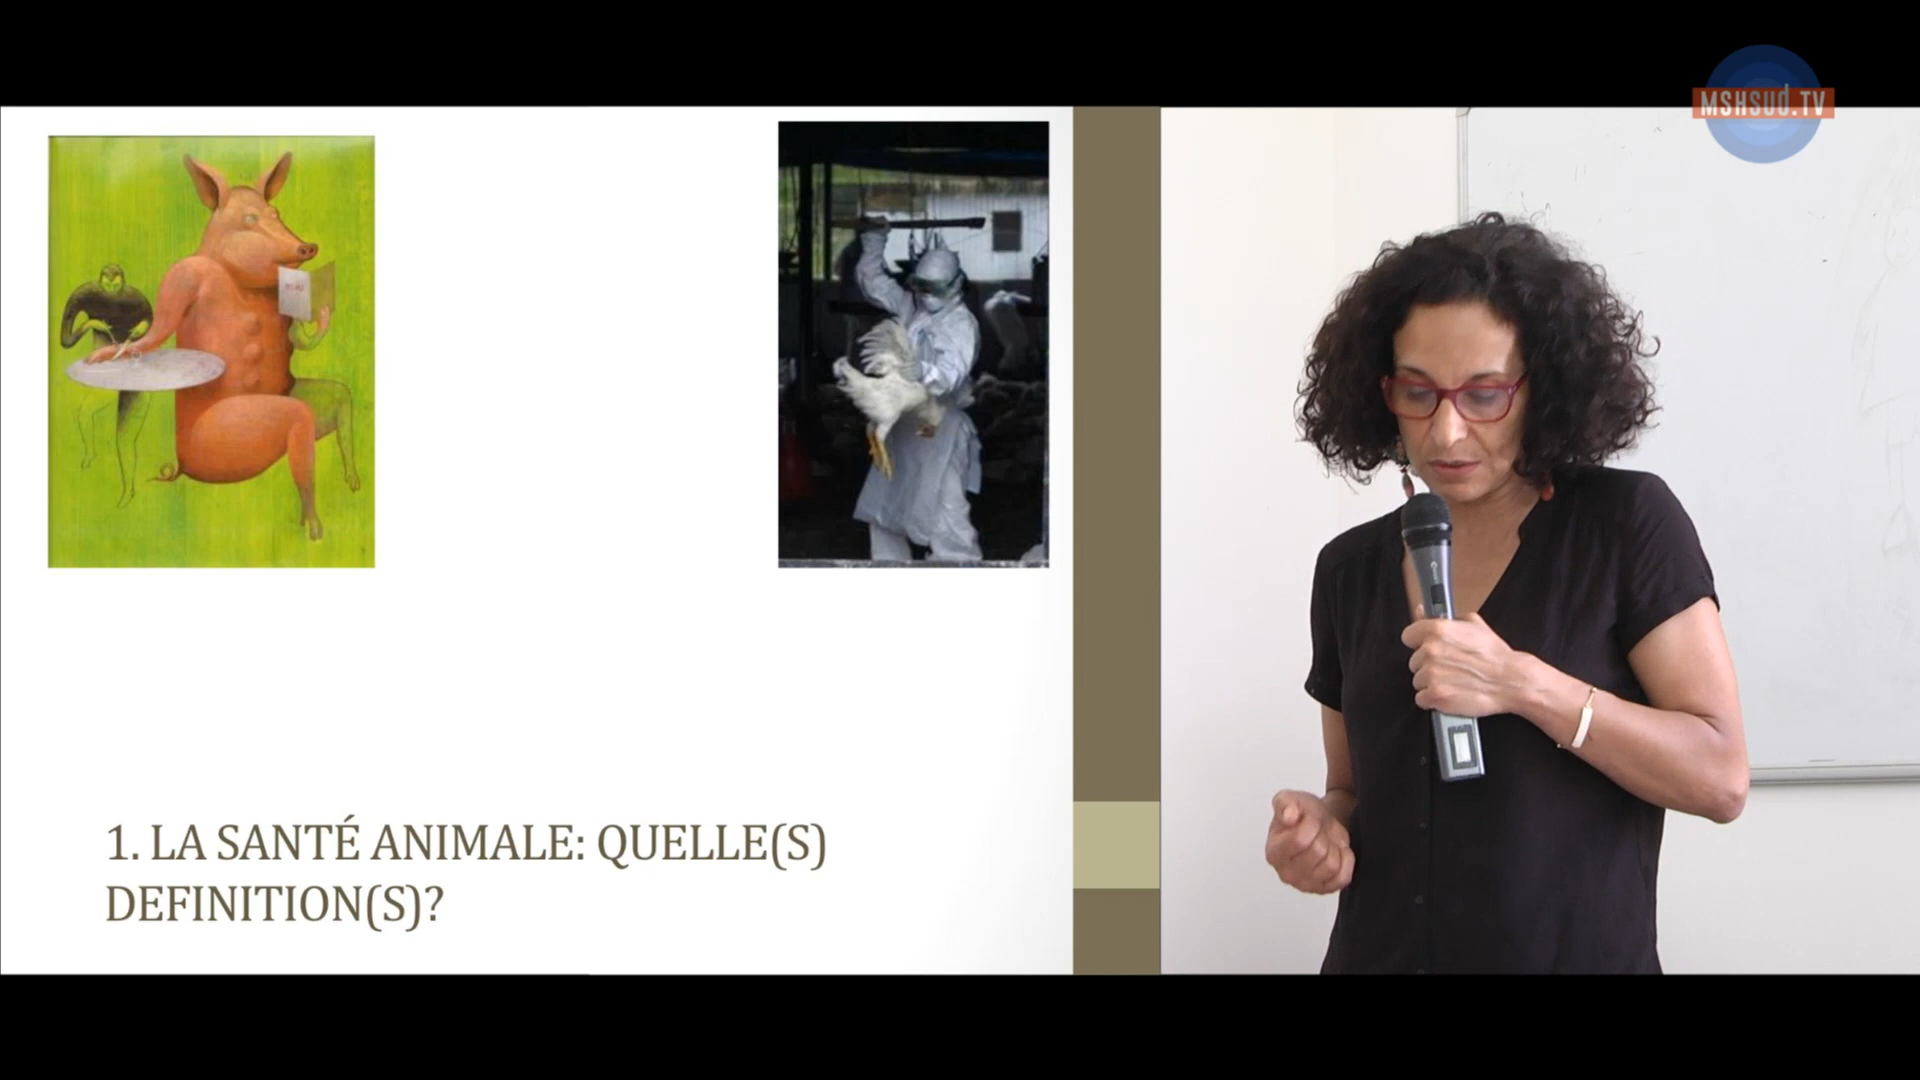 MSHSUD.TV
1. LA SANTÉ ANIMALE: QUELLE(S)
DEFINITION(S)?